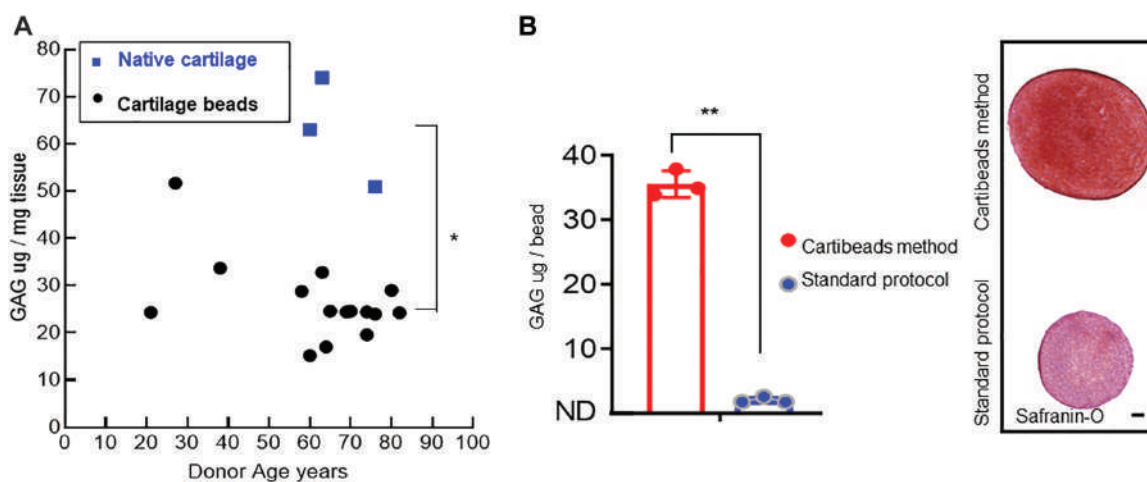 A
Native cartilage
Cartilage beads
GAG ug / mg tissue
80
70
60
50
40
30
20
10
0
*
0 10 20 30 40 50 60 70 80 90 100
Donor Age years
B
GAG ug / bead
40
30
20
10
ND
**
Cartibeads method
Standard protocol
Cartibeads method
Standard protocol
Safranin-O